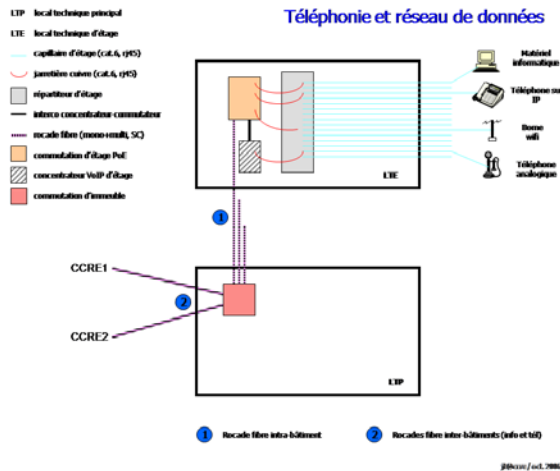 Téléphonie et réseau de données
LTP local technique principal
LTE local technique d'étage
capillaire d'étage (cat.6, rj45)
jarretière cuivre (cat.6, rj45)
répartiteur d'étage
interco concentrateur-commutateur
rocade fibre (mono+multi, SC)
commutation d'étage PoE
concentrateur VoIP d'étage
commutation d'immeuble
Matériel
informatique
Téléphone su
IP
Borne
wifi
Téléphone
analogique
LTE
1
CCRE1
2
CCRE2
LTP
1 Rocade fibre intra-bâtiment
2 Rocades fibre inter-bâtiments (info et tél)